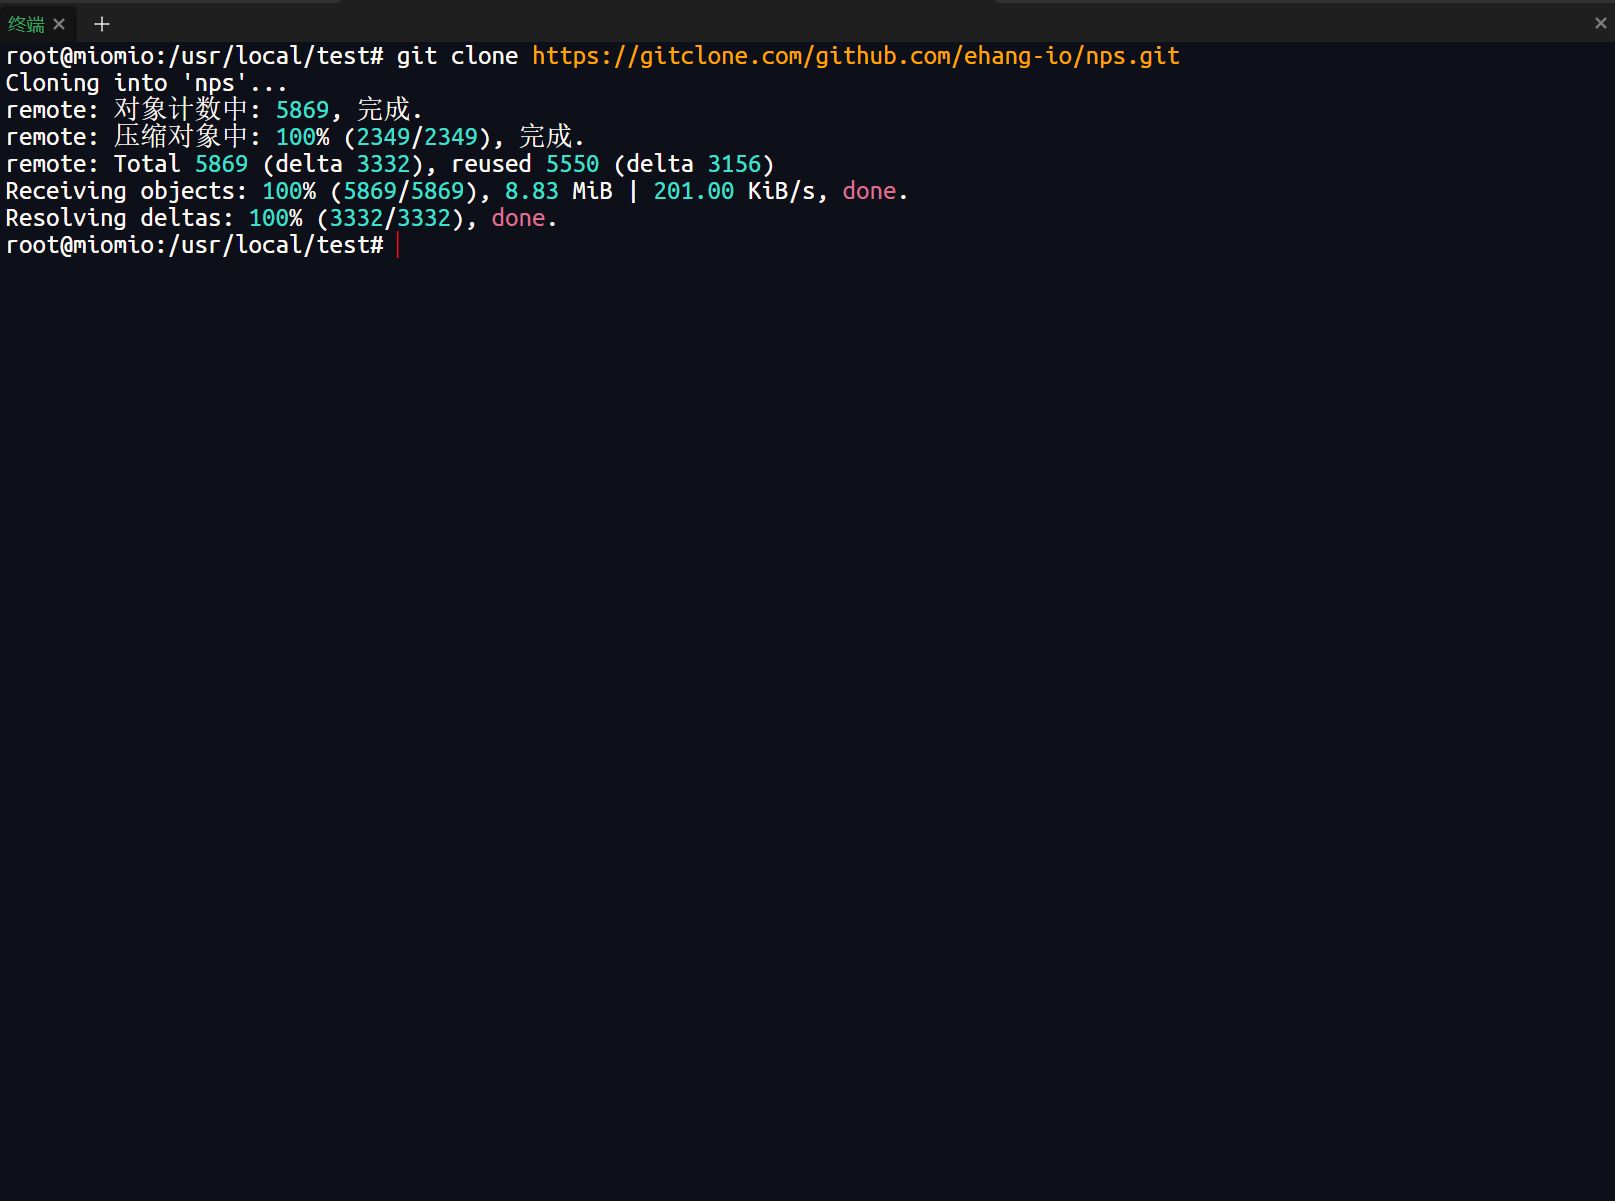 终端
root@miomio:/usr/local/test# git clone https://gitclone.com/github.com/ehang-io/nps.git
Cloning into 'nps'...
remote: 对象计数中: 5869, 完成.
remote: 压缩对象中: 100% (2349/2349), 完成.
remote: Total 5869 (delta 3332), reused 5550 (delta 3156)
Receiving objects: 100% (5869/5869), 8.83 MiB | 201.00 KiB/s, done.
Resolving deltas: 100% (3332/3332), done.
root@miomio:/usr/local/test#